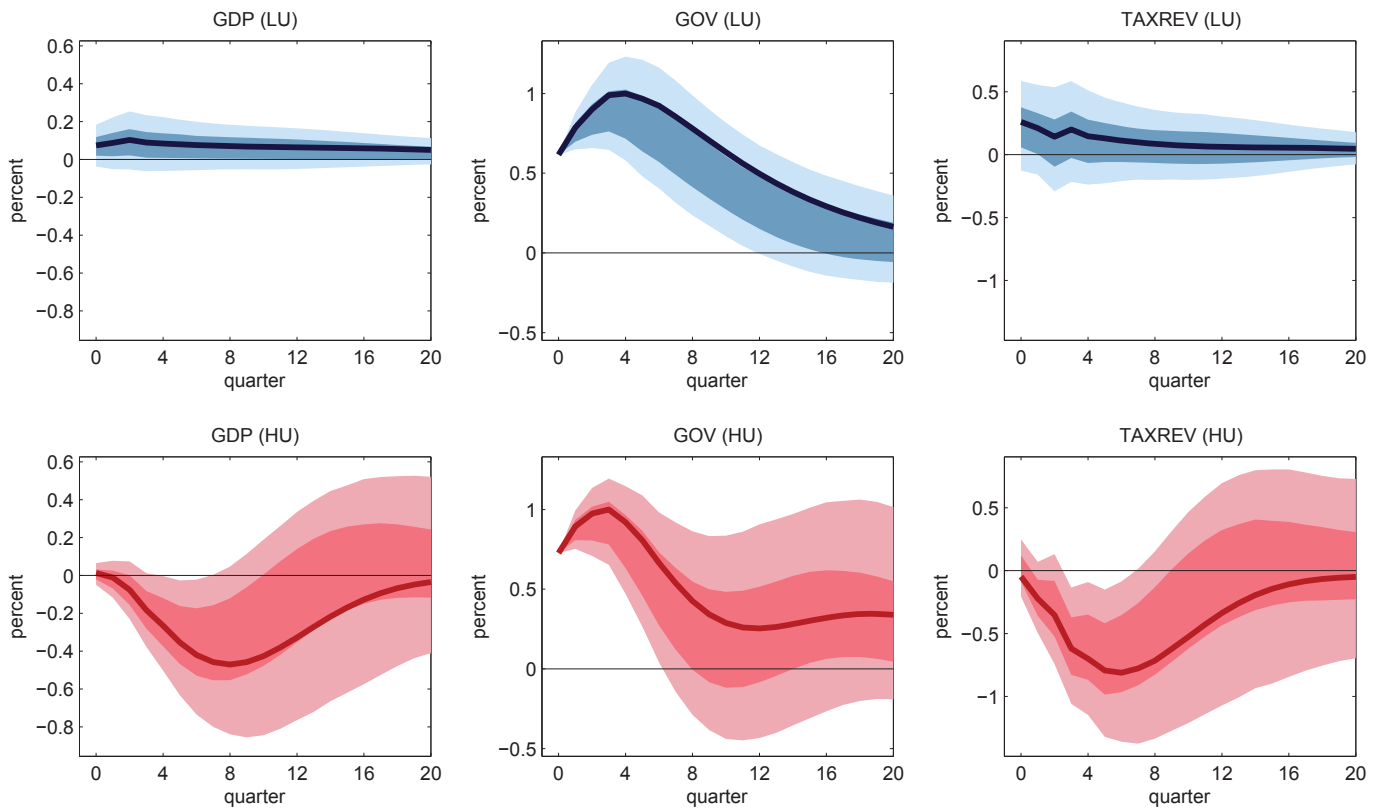 GDP (LU)
GOV (LU)
TAXREV (LU)
percent
0.6
0.4
0.2
0
−0.2
−0.4
−0.6
−0.8
0 4 8 12 16 20
quarter
percent
1
0.5
0
−0.5
0 4 8 12 16 20
quarter
percent
0.5
0
−0.5
−1
0 4 8 12 16 20
quarter
GDP (HU)
GOV (HU)
TAXREV (HU)
percent
0.6
0.4
0.2
0
−0.2
−0.4
−0.6
−0.8
0 4 8 12 16 20
quarter
percent
1
0.5
0
−0.5
0 4 8 12 16 20
quarter
percent
0.5
0
−0.5
−1
0 4 8 12 16 20
quarter